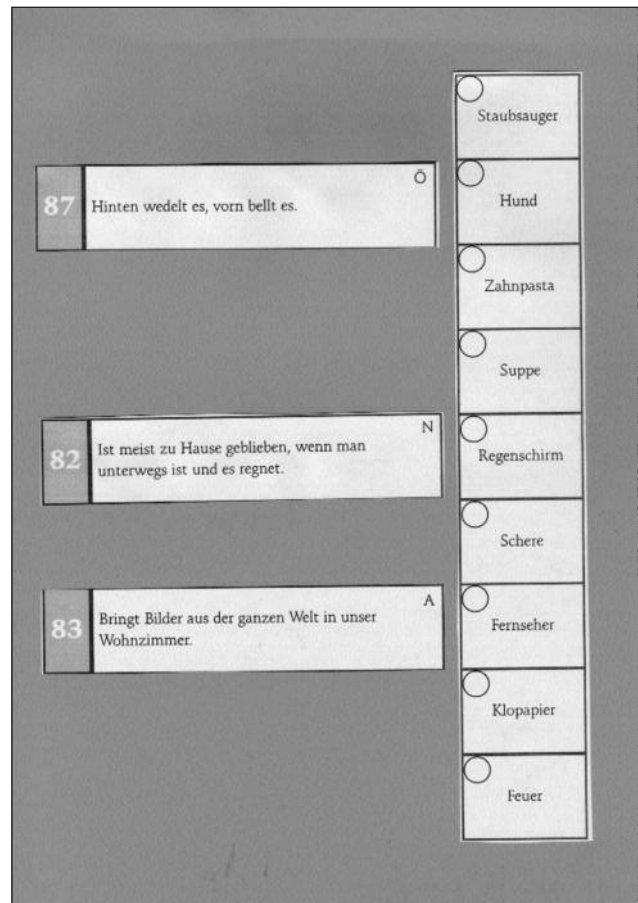 Staubsauger
Ö
87
Hinten wedelt es, vorn bellt es.
Hund
Zahnpasta
Suppe
N
82
Ist meist zu Hause geblieben, wenn man
unterwegs ist und es regnet.
Regenschirm
Schere
A
83
Bringt Bilder aus der ganzen Welt in unser
Wohnzimmer.
Fernseher
Klopapier
Feuer